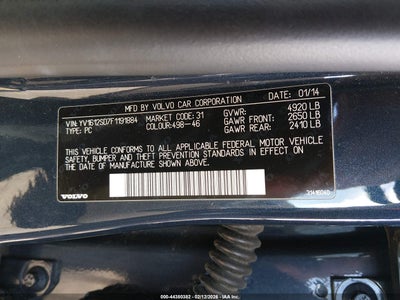 MFD BY VOLVO CAR CORPORATION DATE: 01/14
VIN: YV1612SD7F1191884 MARKET CODE: 31 GVWR: 4920 LB
TYPE: PC COLOUR: 498-46 GAWR FRONT: 2650 LB
GAWR REAR: 2410 LB
THIS VEHICLE CONFORMS TO ALL APPLICABLE FEDERAL MOTOR VEHICLE
SAFETY, BUMPER AND THEFT PREVENTION STANDARDS IN EFFECT ON THE
DATE OF MANUFACTURE SHOWN ABOVE.
VOLVO
000-44380382 - 02/13/2026 - IAA Inc.